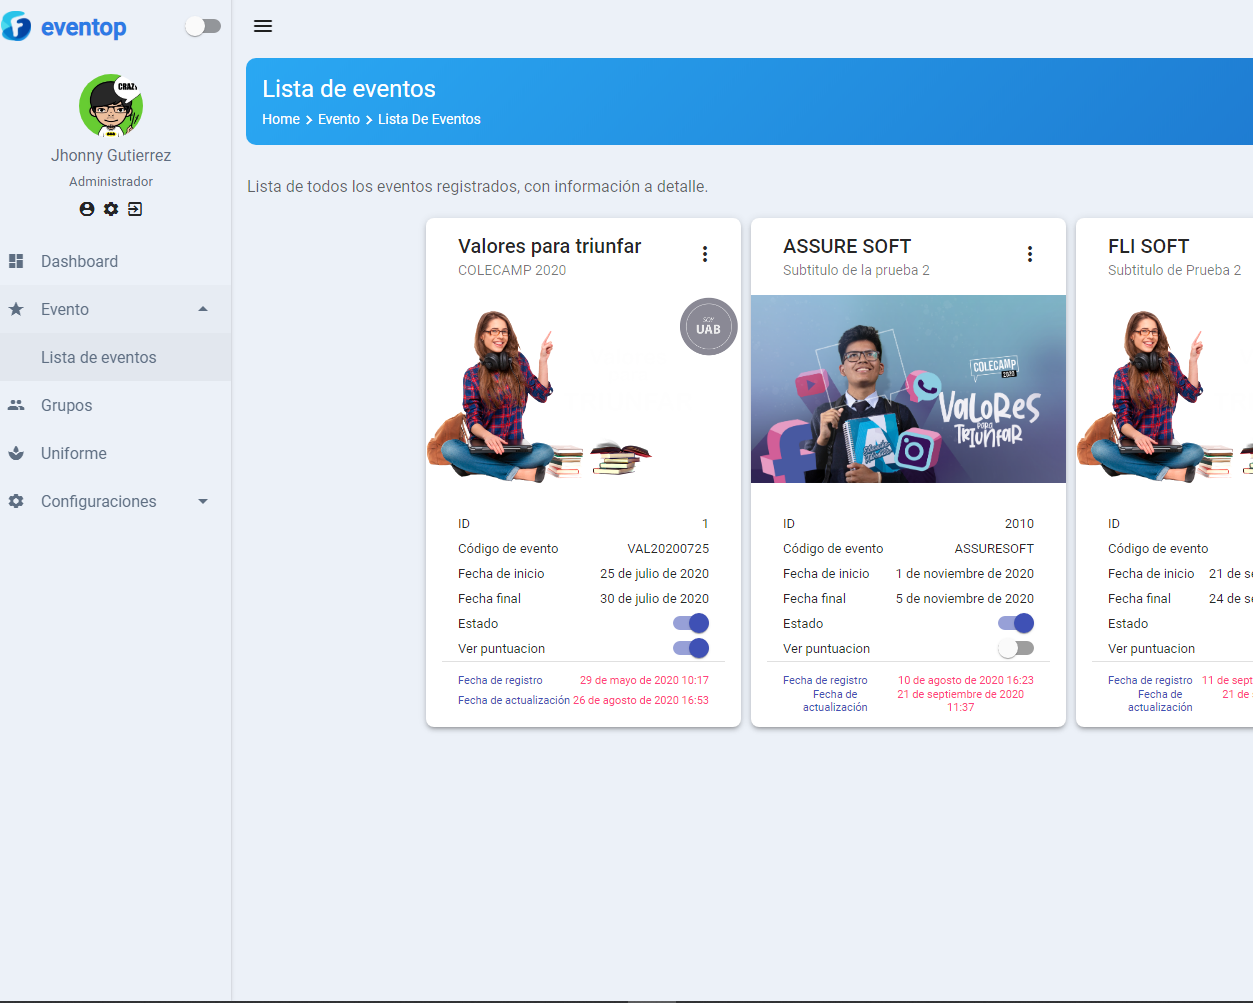 eventop
CRAZY
Jhonny Gutierrez
Administrador
Dashboard
Evento
Lista de eventos
Grupos
Uniforme
Configuraciones
Lista de eventos
Home > Evento > Lista De Eventos
Lista de todos los eventos registrados, con información a detalle.
Valores para triunfar
COLECAMP 2020
SOY
UAB
ID 1
Código de evento VAL20200725
Fecha de inicio 25 de julio de 2020
Fecha final 30 de julio de 2020
Estado
Ver puntuacion
Fecha de registro 29 de mayo de 2020 10:17
Fecha de actualización 26 de agosto de 2020 16:53
ASSURE SOFT
Subtitulo de la prueba 2
COLECAMP
2020
VALORES
PARA
TRIUNFAR
ID 2010
Código de evento ASSURESOFT
Fecha de inicio 1 de noviembre de 2020
Fecha final 5 de noviembre de 2020
Estado
Ver puntuacion
Fecha de registro 10 de agosto de 2020 16:23
Fecha de actualización 21 de septiembre de 2020 11:37
FLI SOFT
Subtitulo de Prueba 2
ID
Código de evento
Fecha de inicio 21 de se
Fecha final 24 de se
Estado
Ver puntuacion
Fecha de registro 11 de sept
Fecha de actualización 21 de